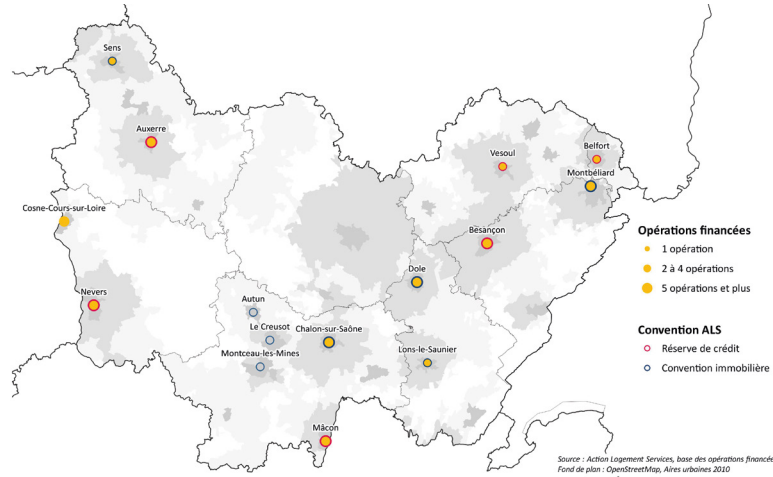 Sens
Auxerre
Vesoul
Belfort
Montbéliard
Cosne-Cours-sur-Loire
Besançon
Dole
Nevers
Autun
Le Creusot
Chalon-sur-Saône
Montceau-les-Mines
Lons-le-Saunier
Mâcon
Opérations financées
1 opération
2 à 4 opérations
5 opérations et plus
Convention ALS
Réserve de crédit
Convention immobilière
Source : Action Logement Services, base des opérations financée
Fond de plan : OpenStreetMap, Aires urbaines 2010